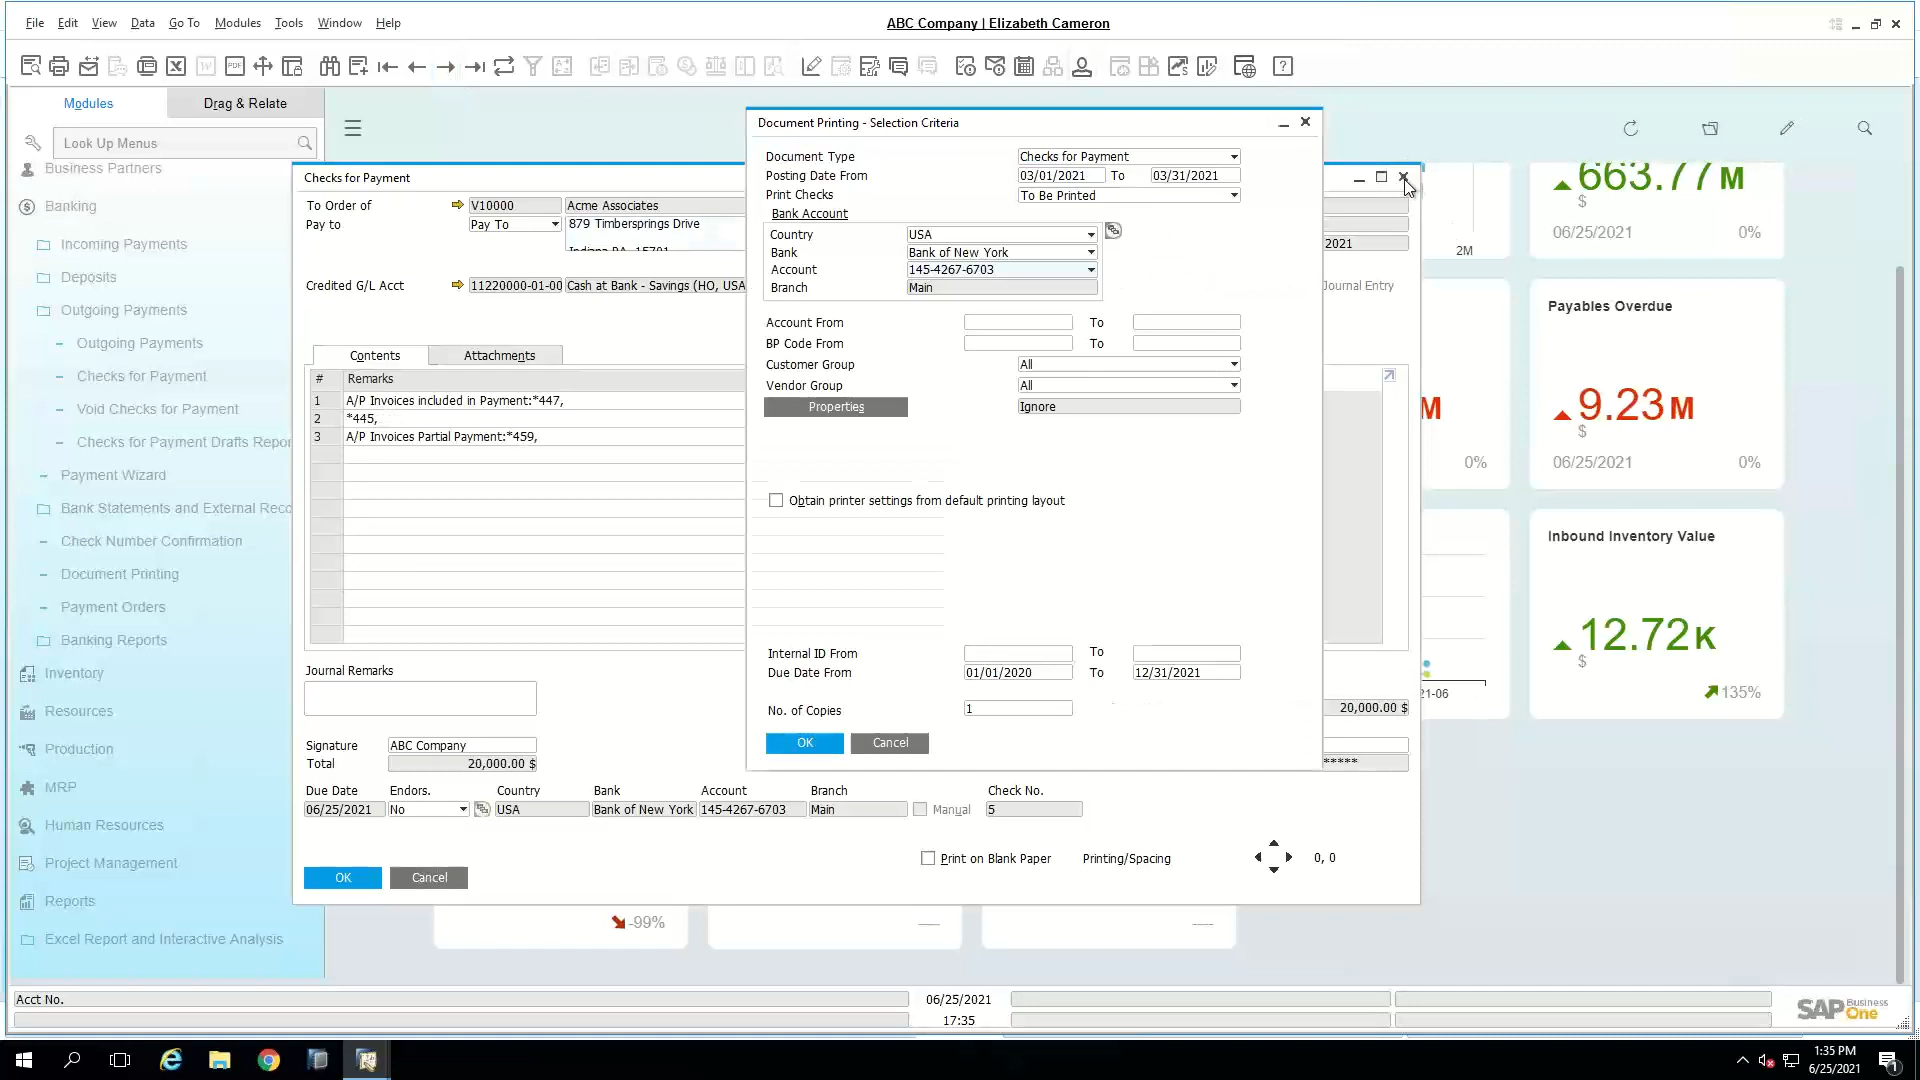 File Edit View Data Go To Modules Tools Window Help
ABC Company | Elizabeth Cameron
Modules Drag & Relate
Look Up Menus
Business Partners
Banking
Incoming Payments
Deposits
Outgoing Payments
Outgoing Payments
Checks for Payment
Void Checks for Payment
Checks for Payment Drafts Repor
Payment Wizard
Bank Statements and External Reco
Check Number Confirmation
Document Printing
Payment Orders
Banking Reports
Inventory
Resources
Production
MRP
Human Resources
Project Management
Reports
Excel Report and Interactive Analysis
Checks for Payment
To Order of V10000 Acme Associates
Pay to Pay To 879 Timbersprings Drive
Indiana PA, 15701
2021
Credited G/L Acct 11220000-01-00 Cash at Bank - Savings (HO, USA
Journal Entry
Contents Attachments
# Remarks
1 A/P Invoices included in Payment:*447,
2 *445,
3 A/P Invoices Partial Payment:*459,
Journal Remarks
20,000.00 $
Signature ABC Company
Total 20,000.00 $
*****
Due Date Endors. Country Bank Account Branch Check No.
06/25/2021 No USA Bank of New York 145-4267-6703 Main Manual 5
Print on Blank Paper Printing/Spacing 0, 0
OK Cancel
Document Printing - Selection Criteria
Document Type Checks for Payment
Posting Date From 03/01/2021 To 03/31/2021
Print Checks To Be Printed
Bank Account
Country USA
Bank Bank of New York
Account 145-4267-6703
Branch Main
Account From To
BP Code From To
Customer Group All
Vendor Group All
Properties Ignore
Obtain printer settings from default printing layout
Internal ID From To
Due Date From 01/01/2020 To 12/31/2021
No. of Copies 1
OK Cancel
663.77 M
$
06/25/2021 0%
2M
Payables Overdue
M
9.23 M
$
06/25/2021 0%
0%
Inbound Inventory Value
12.72 K
$
135%
21-06
-99%
Acct No.
06/25/2021
17:35
SAP Business One
1:35 PM
6/25/2021
1